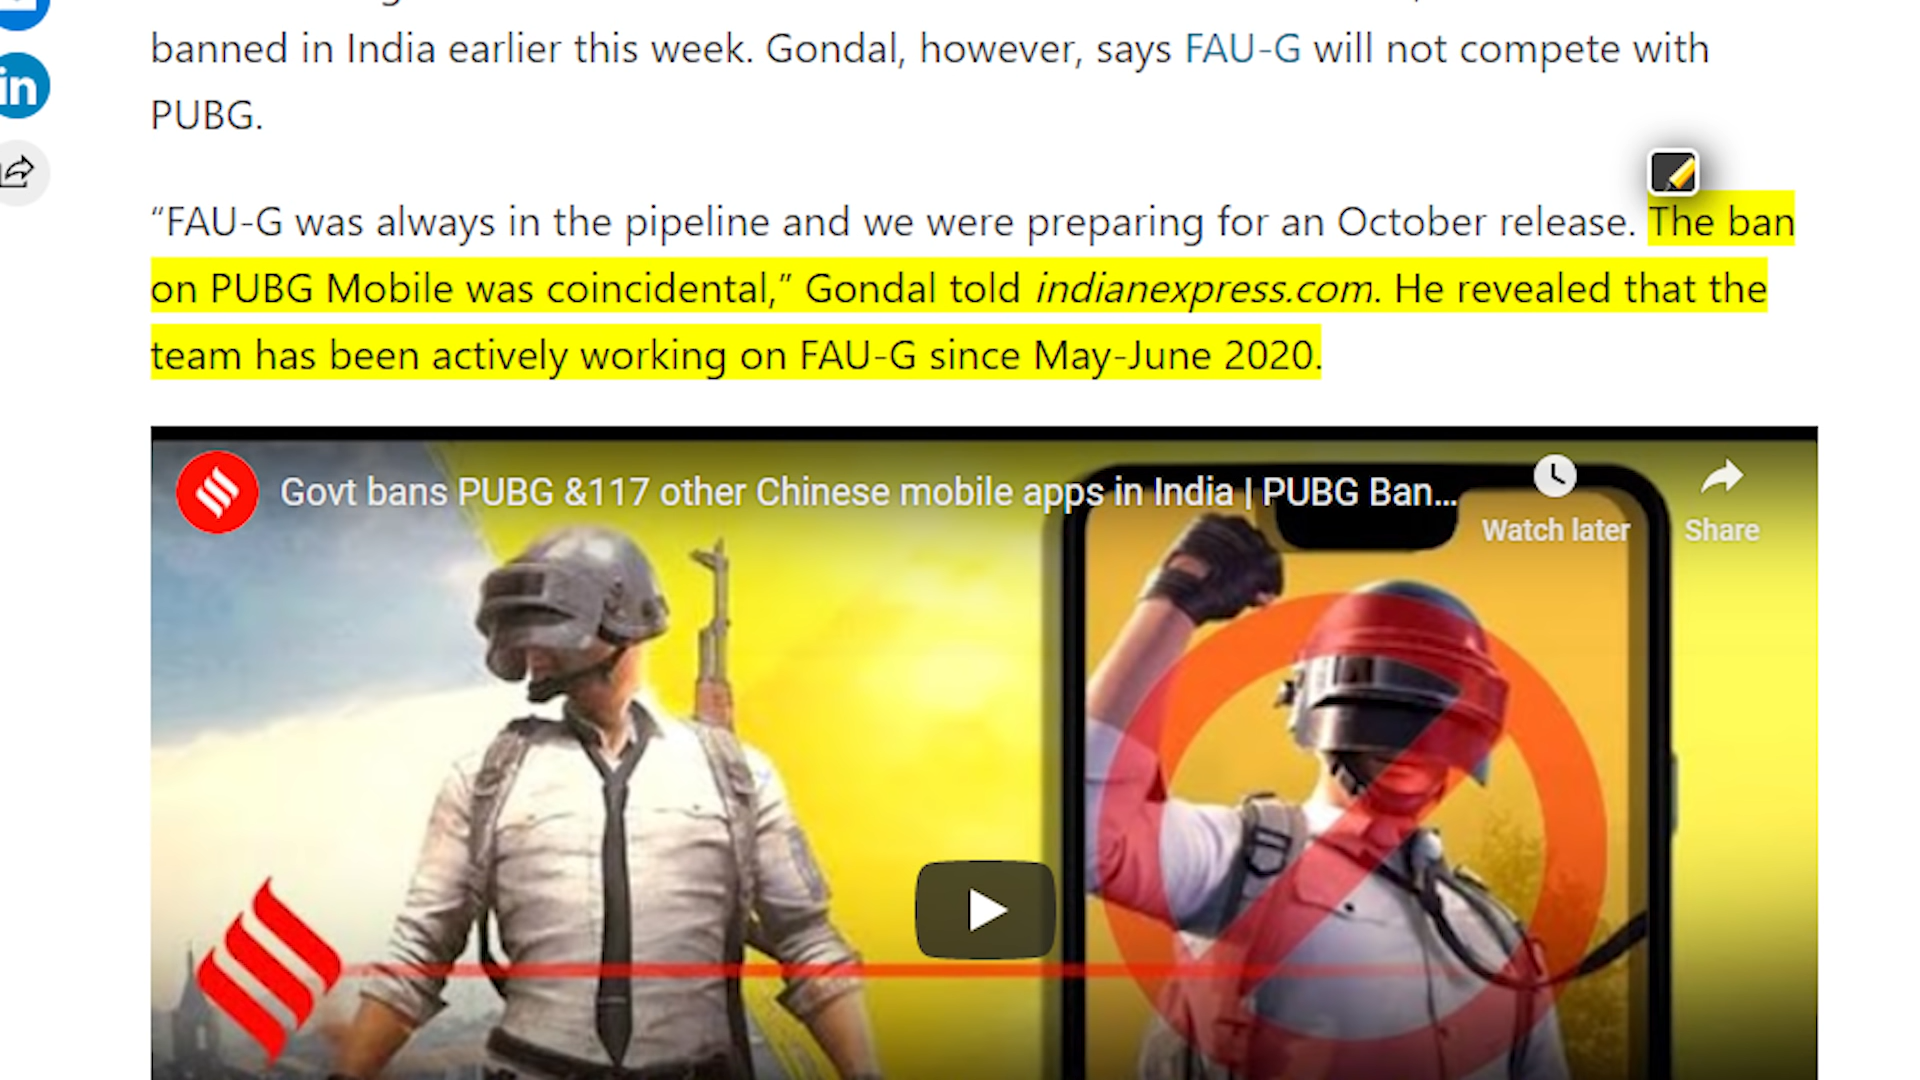 in
banned in India earlier this week. Gondal, however, says FAU-G will not compete with
PUBG.
“FAU-G was always in the pipeline and we were preparing for an October release. The ban
on PUBG Mobile was coincidental,” Gondal told indianexpress.com. He revealed that the
team has been actively working on FAU-G since May-June 2020.
Govt bans PUBG &117 other Chinese mobile apps in India | PUBG Ban...
Watch later
Share